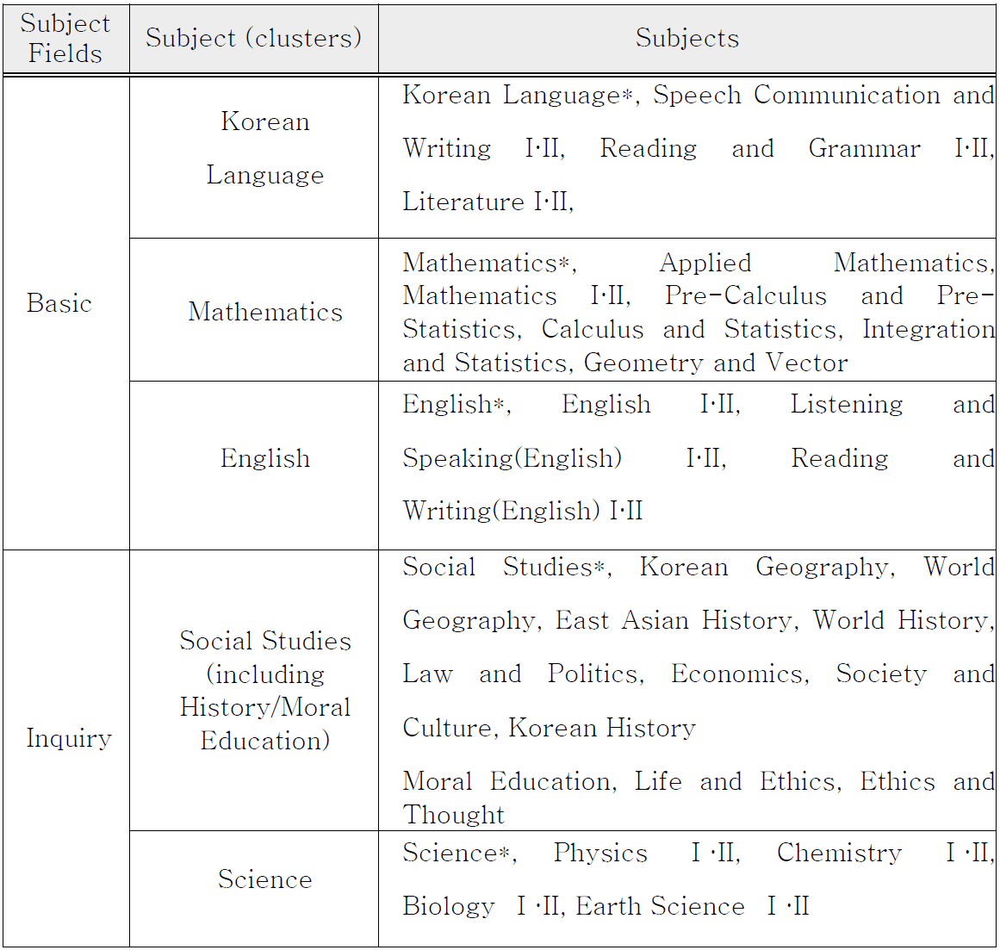 Subject
Fields
Subject (clusters)
Subjects
Basic
Korean
Language
Korean Language*, Speech Communication and
Writing I·II, Reading and Grammar I·II,
Literature I·II,
Mathematics
Mathematics*, Applied Mathematics,
Mathematics I·II, Pre-Calculus and Pre-
Statistics, Calculus and Statistics, Integration
and Statistics, Geometry and Vector
English
English*, English I·II, Listening and
Speaking(English) I·II, Reading and
Writing(English) I·II
Inquiry
Social Studies
(including
History/Moral
Education)
Social Studies*, Korean Geography, World
Geography, East Asian History, World History,
Law and Politics, Economics, Society and
Culture, Korean History
Moral Education, Life and Ethics, Ethics and
Thought
Science
Science*, Physics Ⅰ·II, Chemistry Ⅰ·II,
Biology Ⅰ·II, Earth Science Ⅰ·II